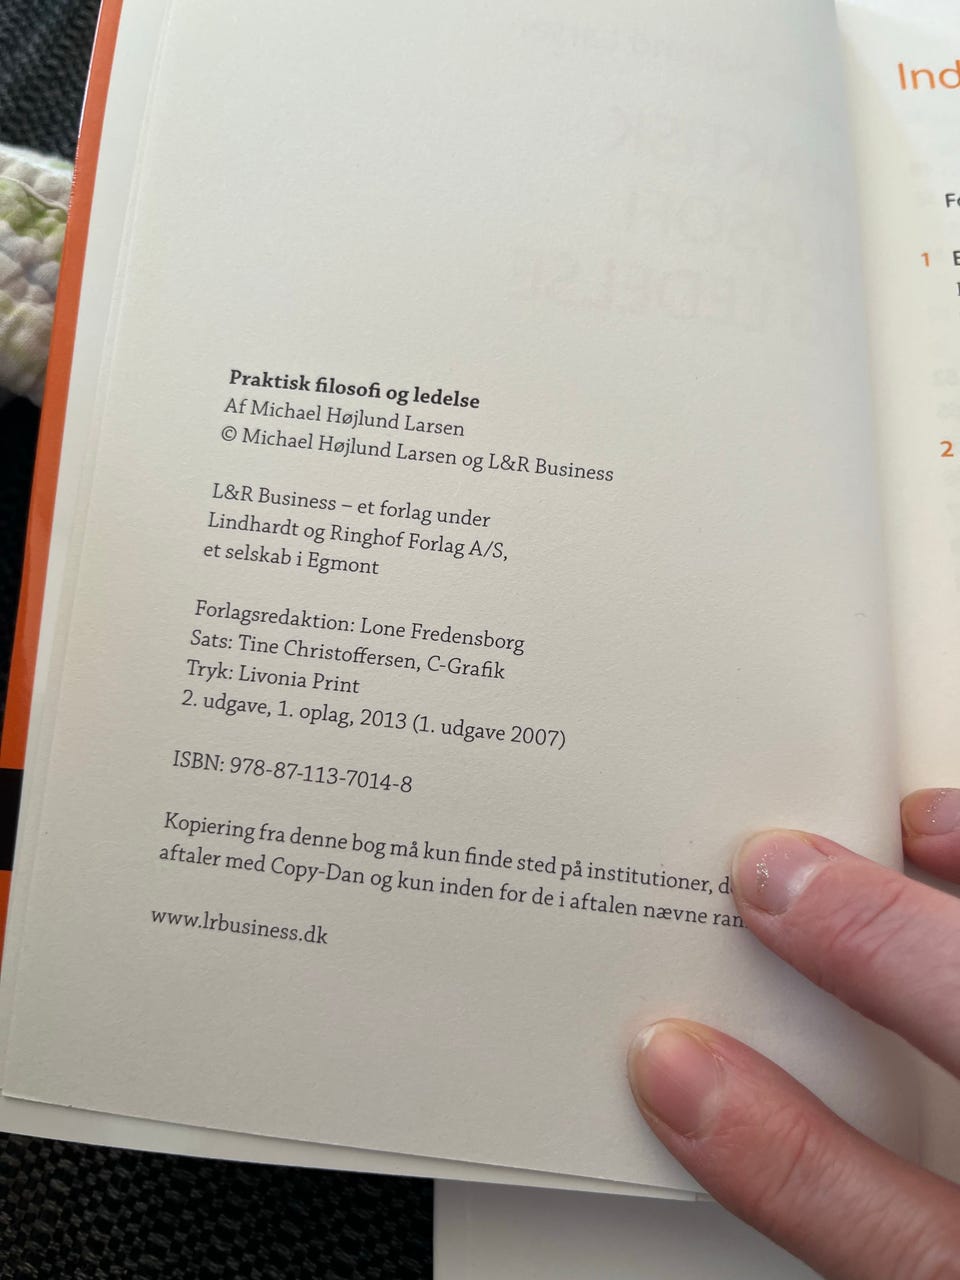 Praktisk filosofi og ledelse
Af Michael Højlund Larsen
© Michael Højlund Larsen og L&R Business
L&R Business – et forlag under
Lindhardt og Ringhof Forlag A/S,
et selskab i Egmont
Forlagsredaktion: Lone Fredensborg
Sats: Tine Christoffersen, C-Grafik
Tryk: Livonia Print
2. udgave, 1. oplag, 2013 (1. udgave 2007)
ISBN: 978-87-113-7014-8
Kopiering fra denne bog må kun finde sted på institutioner,
aftaler med Copy-Dan og kun inden for de i aftalen nævne
www.lrbusiness.dk
1
2